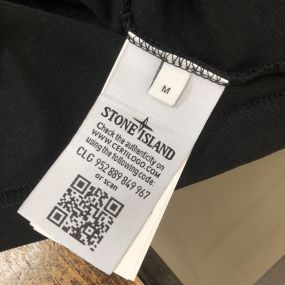 M
STONE ISLAND
Check the authenticity on
WWW.CERTILOGO.COM
using the following code:
CLG 952 889 849 967
or scan